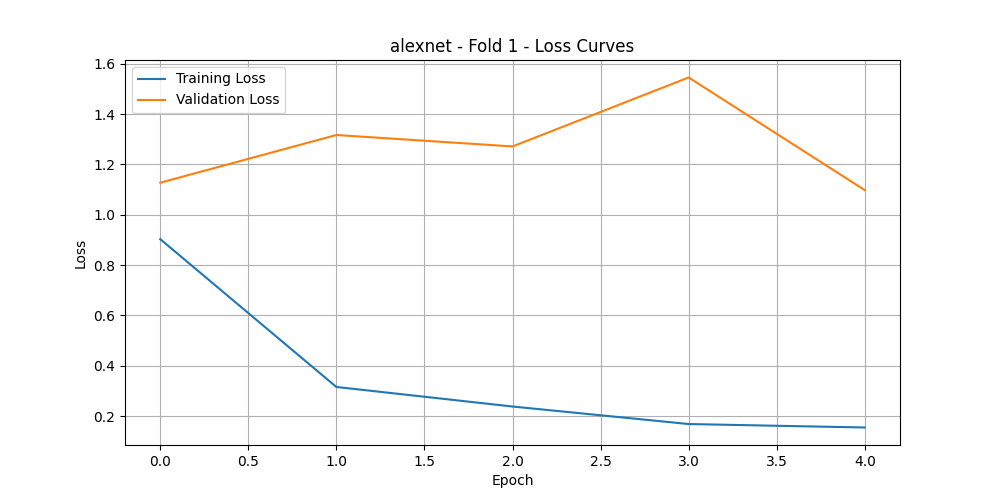 alexnet - Fold 1 - Loss Curves
Training Loss
Validation Loss
Loss
1.6
1.4
1.2
1.0
0.8
0.6
0.4
0.2
0.0 0.5 1.0 1.5 2.0 2.5 3.0 3.5 4.0
Epoch